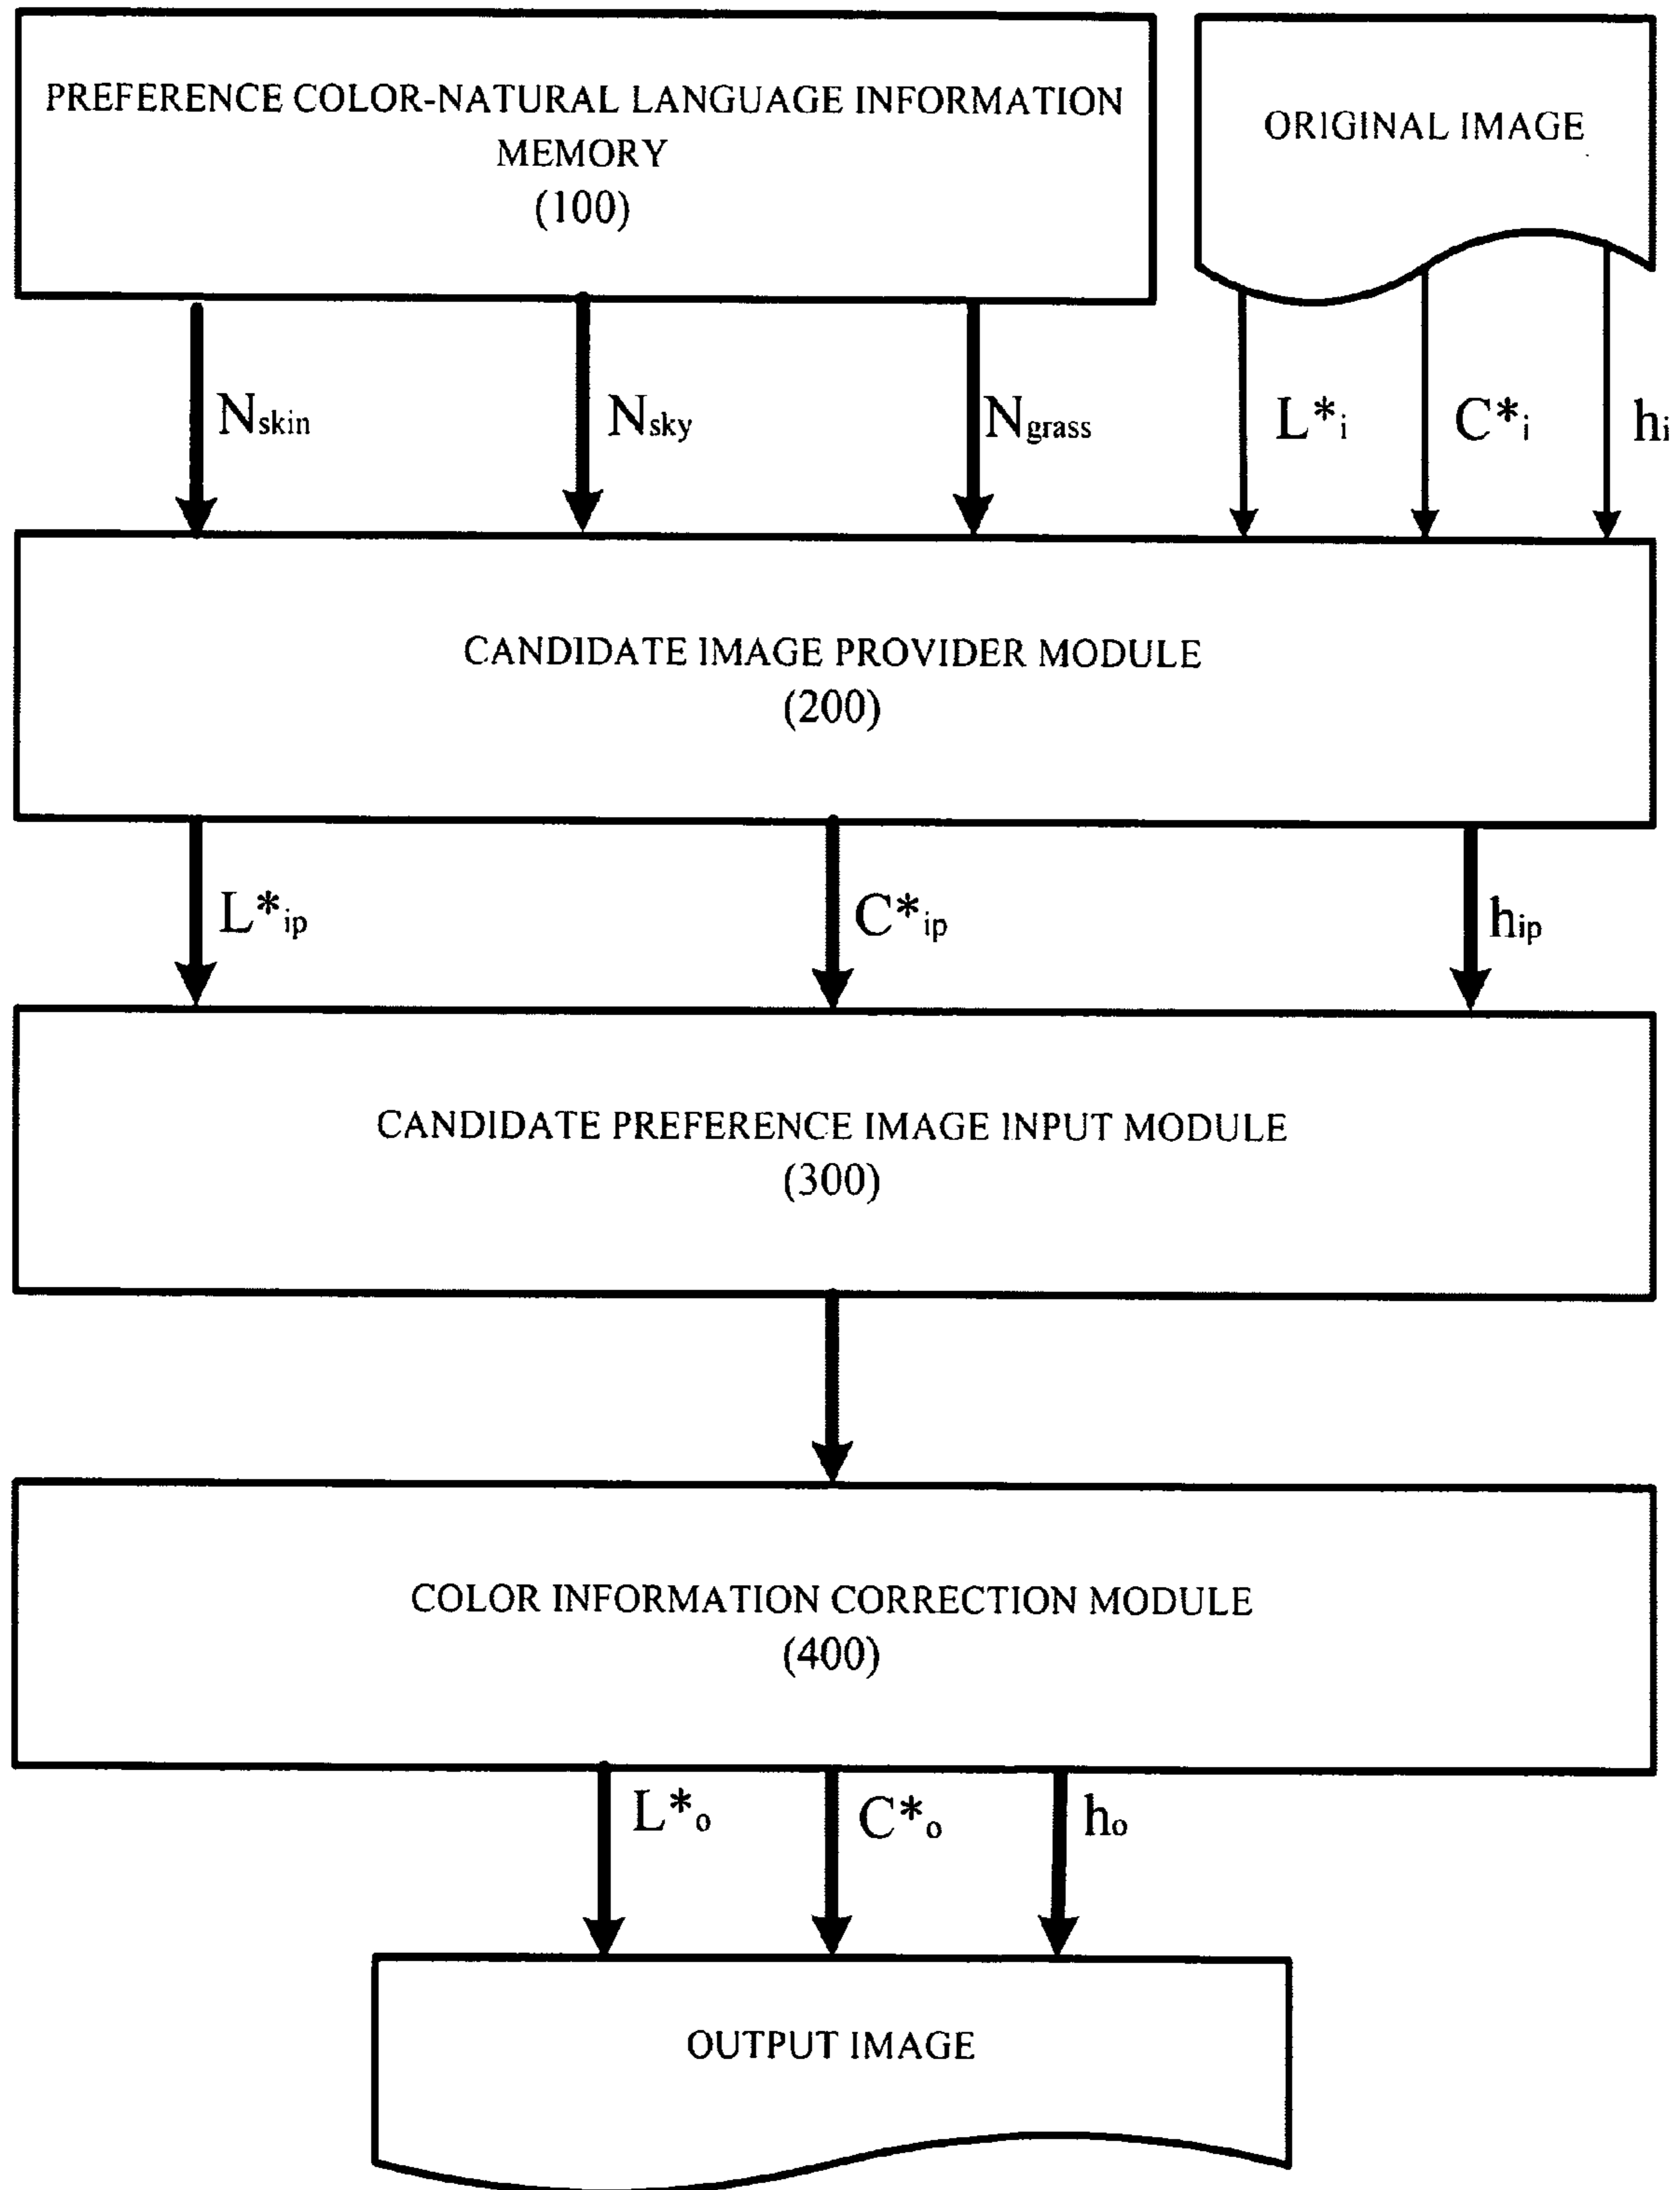 PREFERENCE COLOR-NATURAL LANGUAGE INFORMATION
MEMORY
(100)
ORIGINAL IMAGE
Nskin
Nsky
Ngrass
L*i
C*i
hi
CANDIDATE IMAGE PROVIDER MODULE
(200)
L*ip
C*ip
hip
CANDIDATE PREFERENCE IMAGE INPUT MODULE
(300)
COLOR INFORMATION CORRECTION MODULE
(400)
L*o
C*o
ho
OUTPUT IMAGE